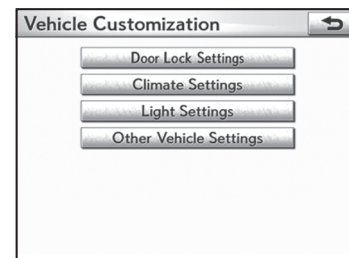 Vehicle Customization
Door Lock Settings
Climate Settings
Light Settings
Other Vehicle Settings